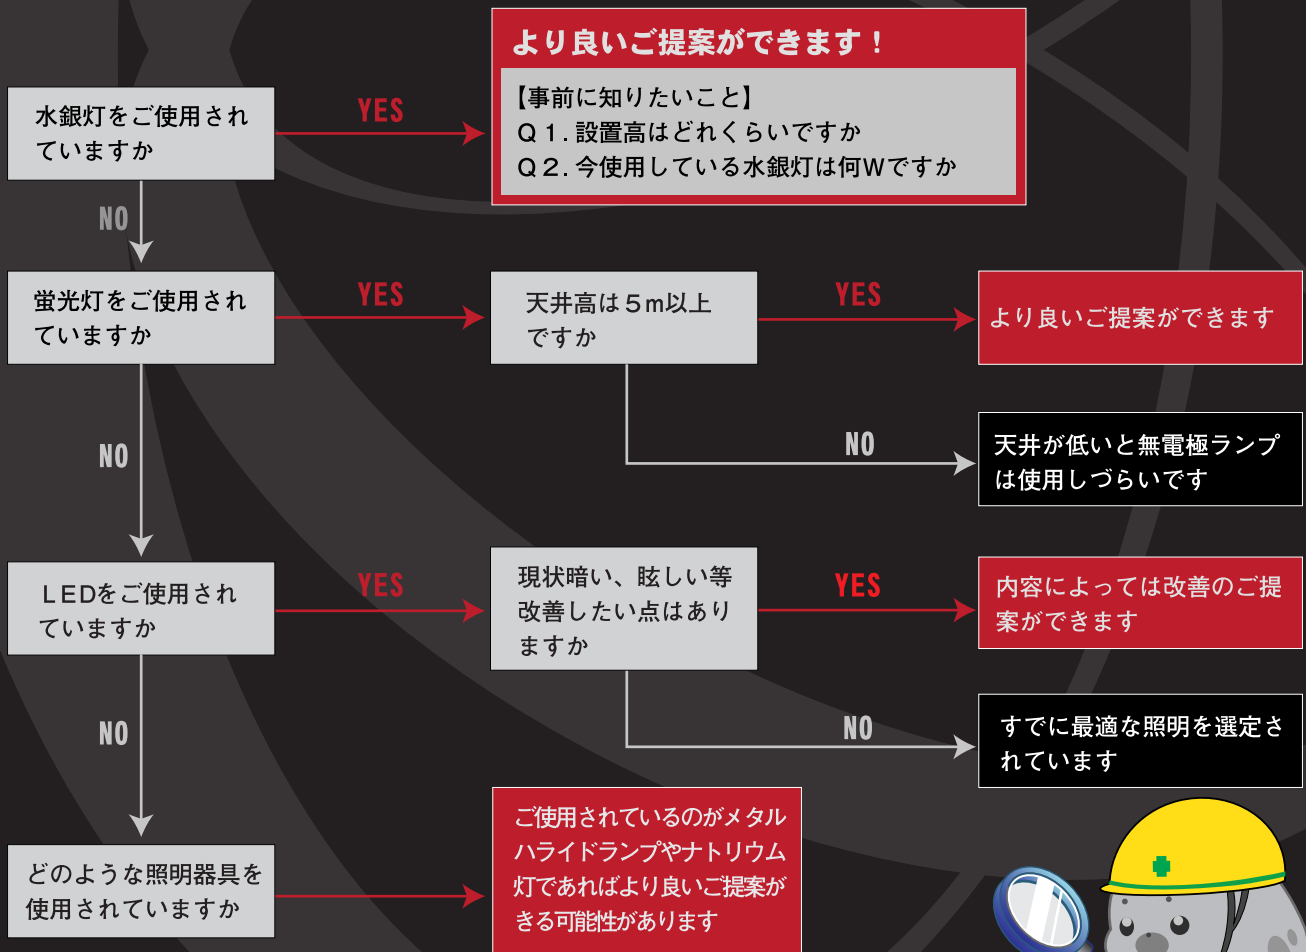 より良いご提案ができます！
【事前に知りたいこと】
Ｑ１．設置高はどれくらいですか
Ｑ２．今使用している水銀灯は何Wですか
水銀灯をご使用され
ていますか
YES
NO
蛍光灯をご使用され
ていますか
YES
天井高は５m以上
ですか
YES
より良いご提案ができます
NO
天井が低いと無電極ランプ
は使用しづらいです
NO
ＬEDをご使用され
ていますか
YES
現状暗い、眩しい等
改善したい点はあり
ますか
YES
内容によっては改善のご提
案ができます
NO
すでに最適な照明を選定さ
れています
NO
どのような照明器具を
使用されていますか
ご使用されているのがメタル
ハライドランプやナトリウム
灯であればより良いご提案が
きる可能性があります